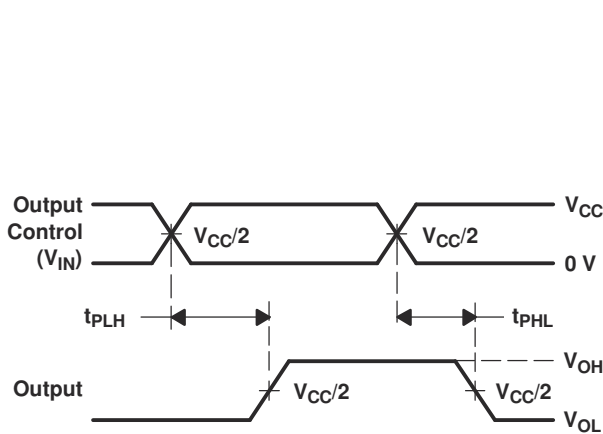 Output
Control
(VIN)
VCC/2
VCC/2
VCC
0 V
tPLH
tPHL
Output
VCC/2
VCC/2
VOH
VOL